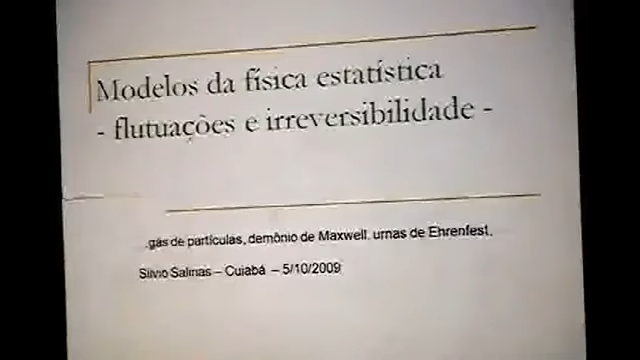 Modelos da física estatística
- flutuações e irreversibilidade -
.gás de partículas, demônio de Maxwell, urnas de Ehrenfest.
Silvio Salinas – Cuiabá – 5/10/2009